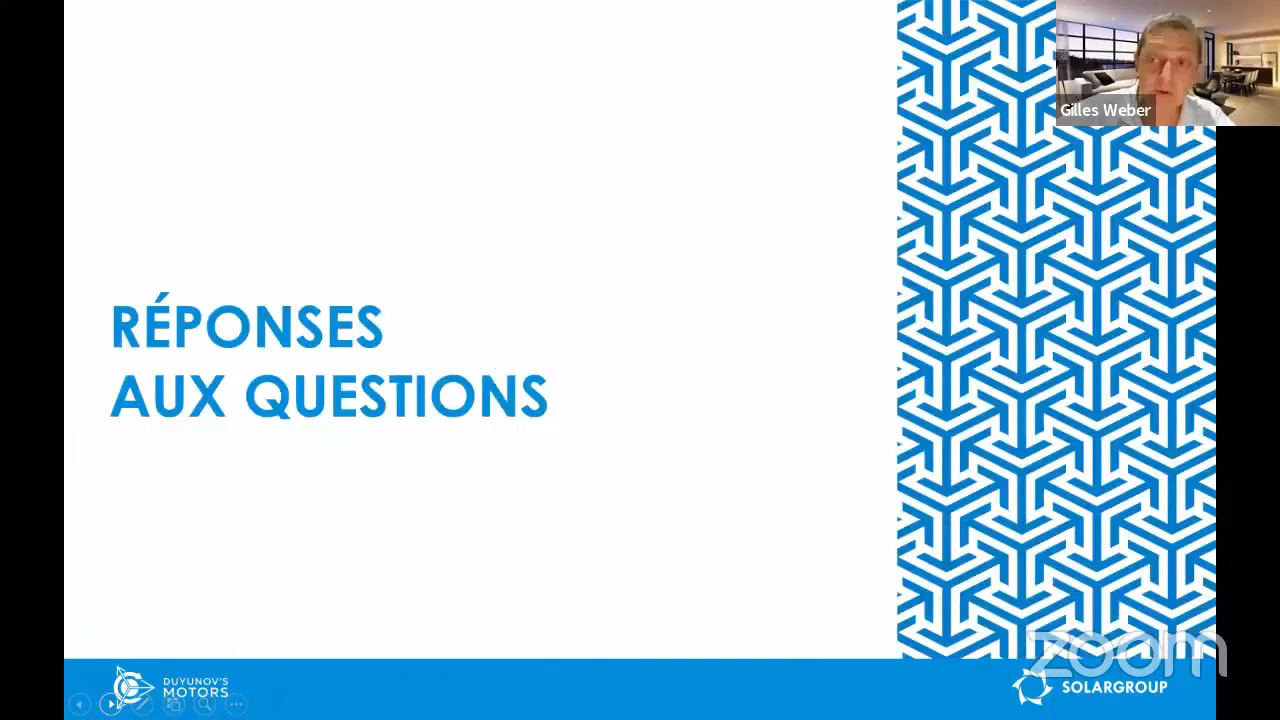 Gilles Weber
RÉPONSES
AUX QUESTIONS
zoom
DUYUNOV'S
MOTORS
SOLARGROUP